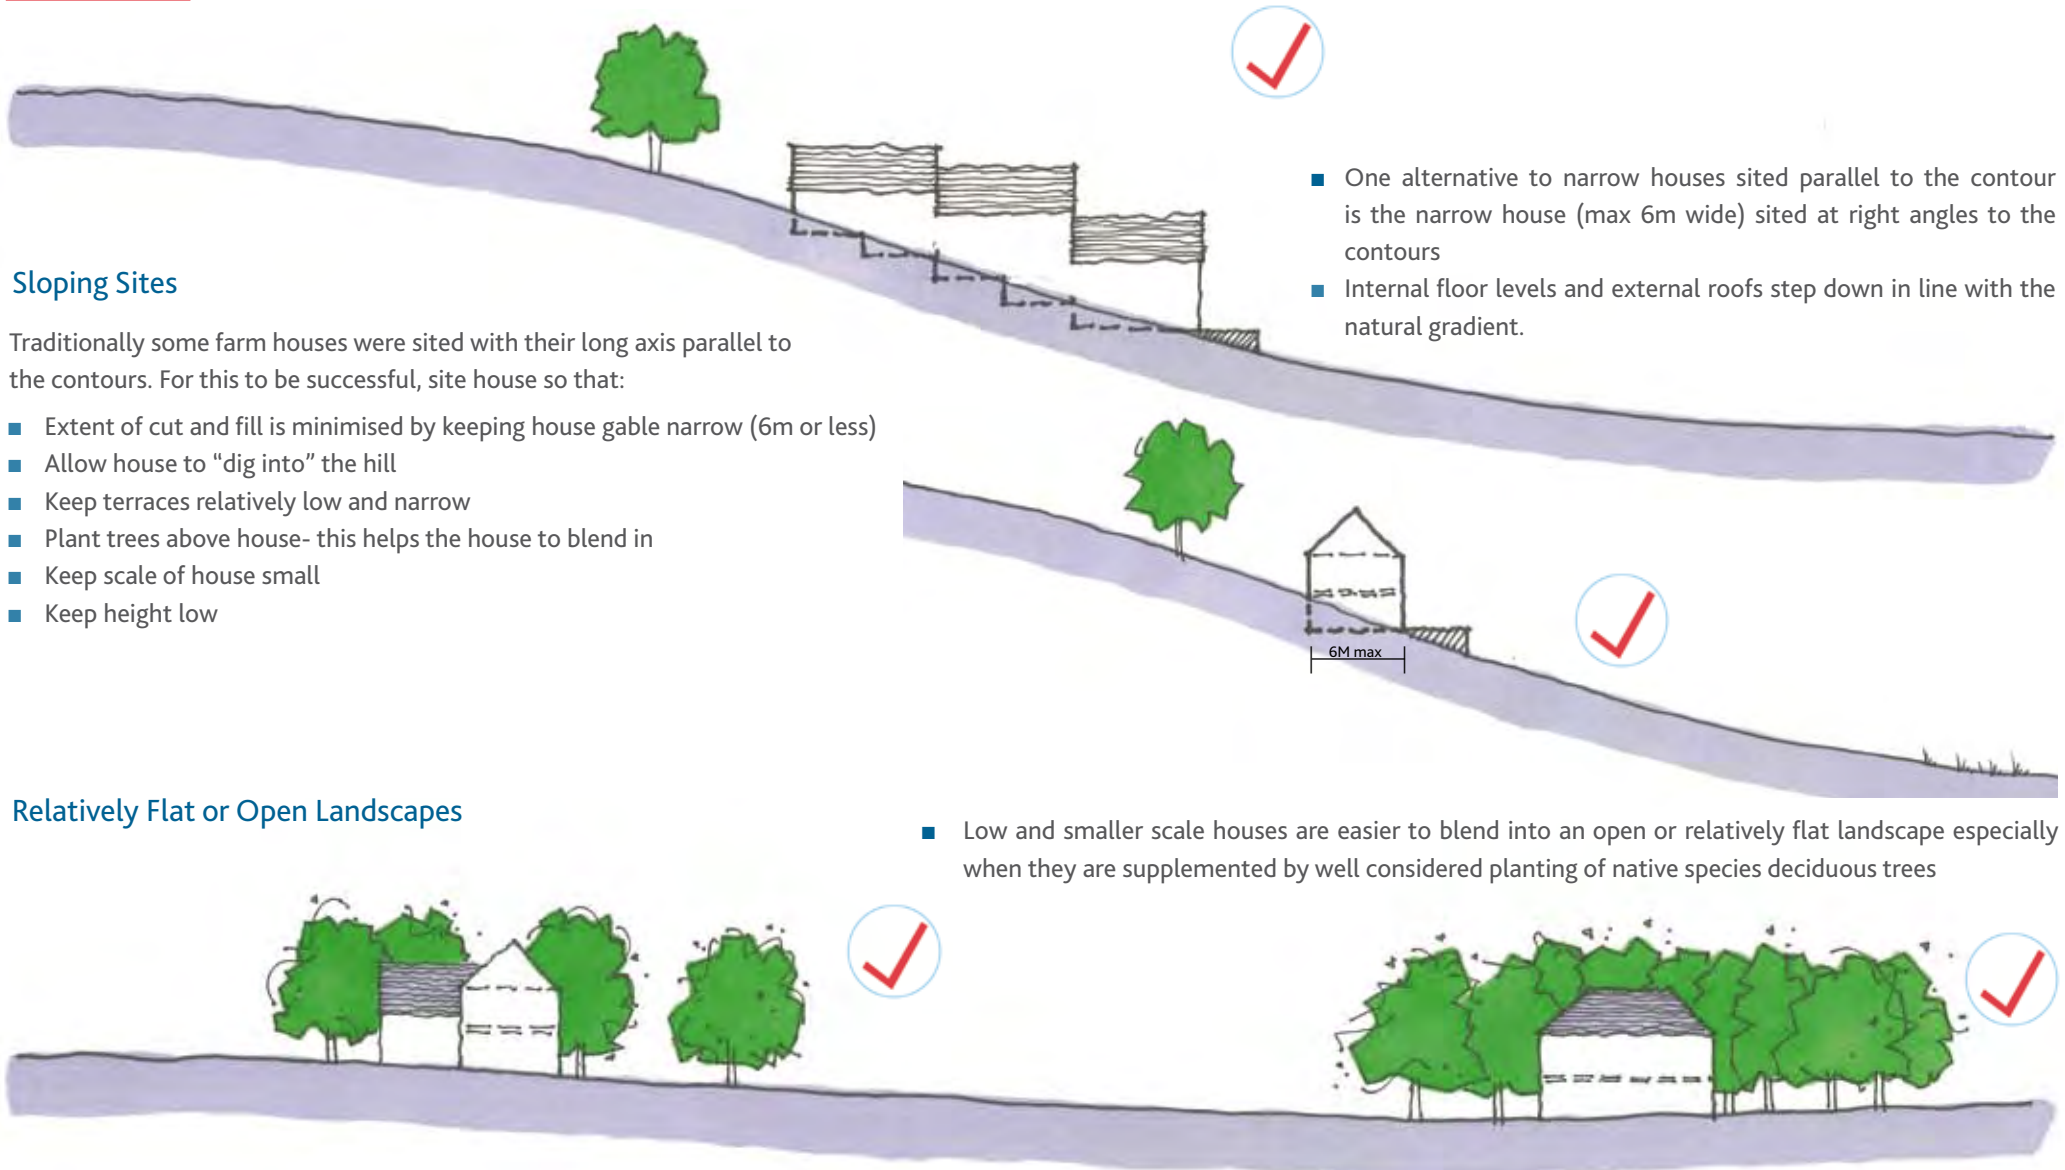 Sloping Sites
Traditionally some farm houses were sited with their long axis parallel to
the contours. For this to be successful, site house so that:
■ Extent of cut and fill is minimised by keeping house gable narrow (6m or less)
■ Allow house to “dig into” the hill
■ Keep terraces relatively low and narrow
■ Plant trees above house- this helps the house to blend in
■ Keep scale of house small
■ Keep height low
■ One alternative to narrow houses sited parallel to the contour
is the narrow house (max 6m wide) sited at right angles to the
contours
■ Internal floor levels and external roofs step down in line with the
natural gradient.
6M max
Relatively Flat or Open Landscapes
■ Low and smaller scale houses are easier to blend into an open or relatively flat landscape especially
when they are supplemented by well considered planting of native species deciduous trees